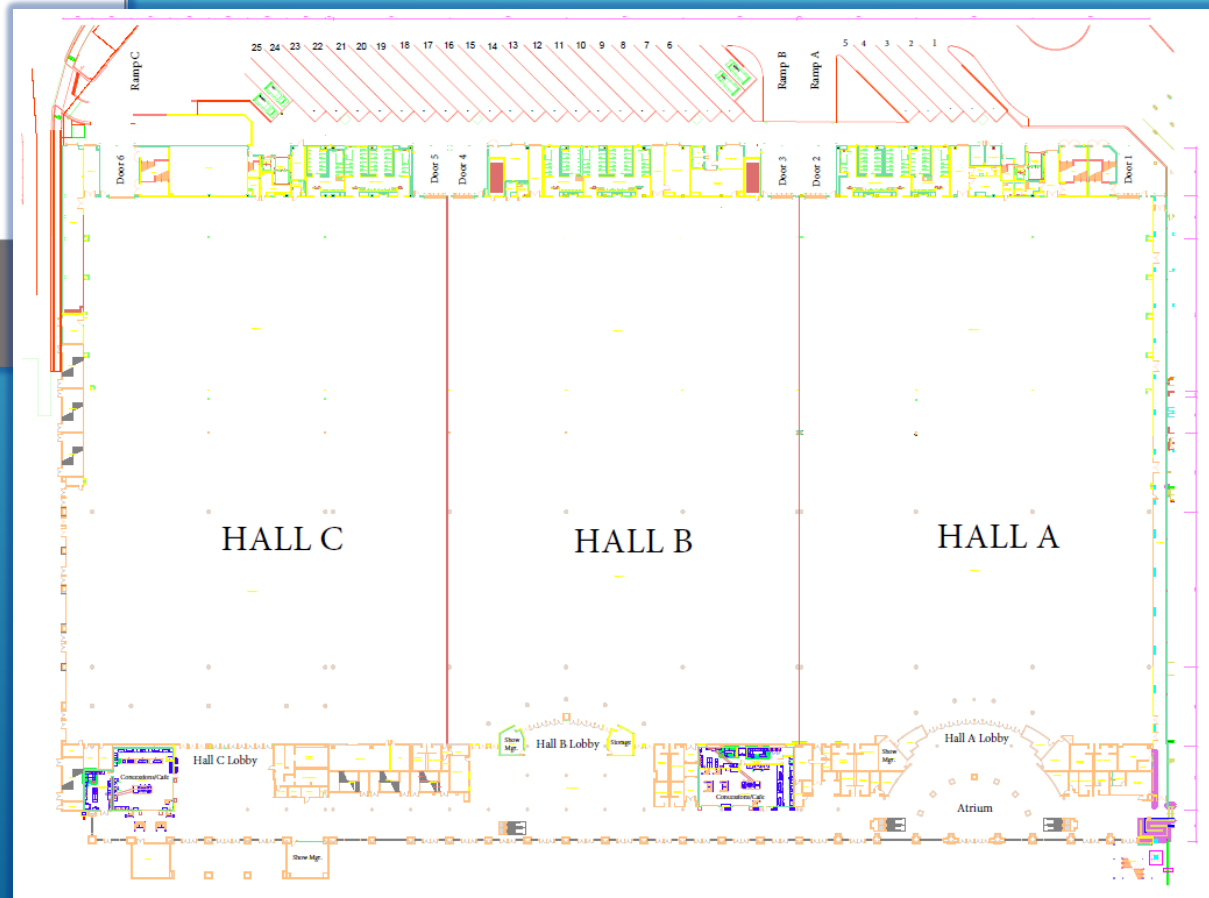 25 24 23 22 21 20 19 18 17 16 15 14 13 12 11 10 9 8 7 6 5 4 3 2 1
Ramp C
Ramp B
Ramp A
Door 6
Door 5
Door 4
Door 3
Door 2
Door 1
HALL C
HALL B
HALL A
Hall C Lobby
Show
Mgr.
Hall B Lobby
Storage
Show
Mgr.
Hall A Lobby
Concessions/Cafe
Concessions/Cafe
Atrium
Show Mgr.